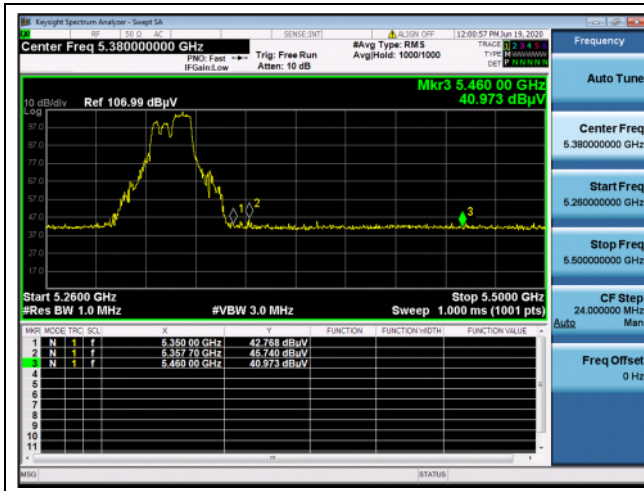 Keysight Spectrum Analyzer - Swept SA
LXI RF 50 Ω AC SENSE:INT ALIGN OFF 12:00:57 PM Jun 19, 2020
Center Freq 5.380000000 GHz #Avg Type: RMS TRACE 1 2 3 4 5 6 Frequency
PNO: Fast Trig: Free Run Avg|Hold: 1000/1000 TYPE M WWWWW
IFGain:Low Atten: 10 dB DET P N N N N N
Auto Tune
Mkr3 5.460 00 GHz
10 dB/div Ref 106.99 dBµV 40.973 dBµV
Log
97.0
87.0
77.0
67.0
57.0
47.0
37.0
27.0
17.0
1 2 3
Center Freq
5.380000000 GHz
Start Freq
5.260000000 GHz
Stop Freq
5.500000000 GHz
Start 5.2600 GHz Stop 5.5000 GHz
#Res BW 1.0 MHz #VBW 3.0 MHz Sweep 1.000 ms (1001 pts)
CF Step
24.000000 MHz
Auto Man
MKR MODE TRC SCL X Y FUNCTION FUNCTION WIDTH FUNCTION VALUE
1 N 1 f 5.350 00 GHz 42.768 dBµV
2 N 1 f 5.357 70 GHz 45.740 dBµV
3 N 1 f 5.460 00 GHz 40.973 dBµV
4
5
6
7
8
9
10
11
Freq Offset
0 Hz
MSG STATUS